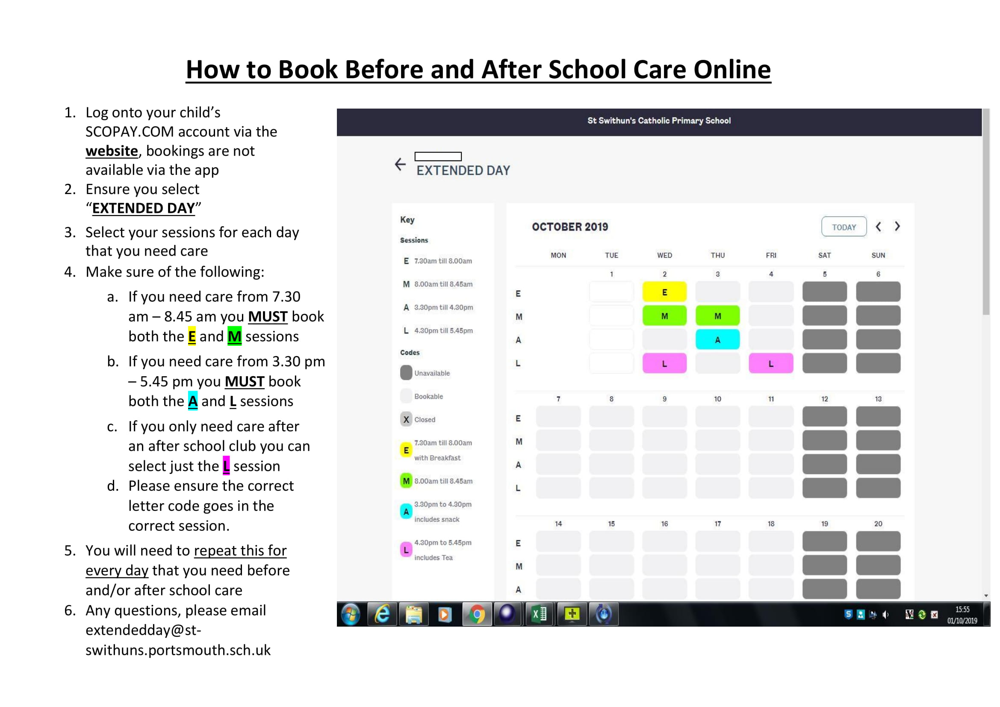 How to Book Before and After School Care Online
1. Log onto your child’s
SCOPAY.COM account via the
website, bookings are not
available via the app
2. Ensure you select
“EXTENDED DAY”
3. Select your sessions for each day
that you need care
4. Make sure of the following:
a. If you need care from 7.30
am – 8.45 am you MUST book
both the E and M sessions
b. If you need care from 3.30 pm
– 5.45 pm you MUST book
both the A and L sessions
c. If you only need care after
an after school club you can
select just the L session
d. Please ensure the correct
letter code goes in the
correct session.
5. You will need to repeat this for
every day that you need before
and/or after school care
6. Any questions, please email
extendedday@st-
swithuns.portsmouth.sch.uk
St Swithun's Catholic Primary School
EXTENDED DAY
Key
Sessions
E 7.30am till 8.00am
M 8.00am till 8.45am
A 3.30pm till 4.30pm
L 4.30pm till 5.45pm
Codes
Unavailable
Bookable
X Closed
E 7.30am till 8.00am
with Breakfast
M 8.00am till 8.45am
A 3.30pm to 4.30pm
includes snack
L 4.30pm to 5.45pm
includes Tea
OCTOBER 2019
TODAY
MON TUE WED THU FRI SAT SUN
1 2 3 4 5 6
E E
M M M
A A
L L L
7 8 9 10 11 12 13
E
M
A
L
14 15 16 17 18 19 20
E
M
A
15:55
01/10/2019